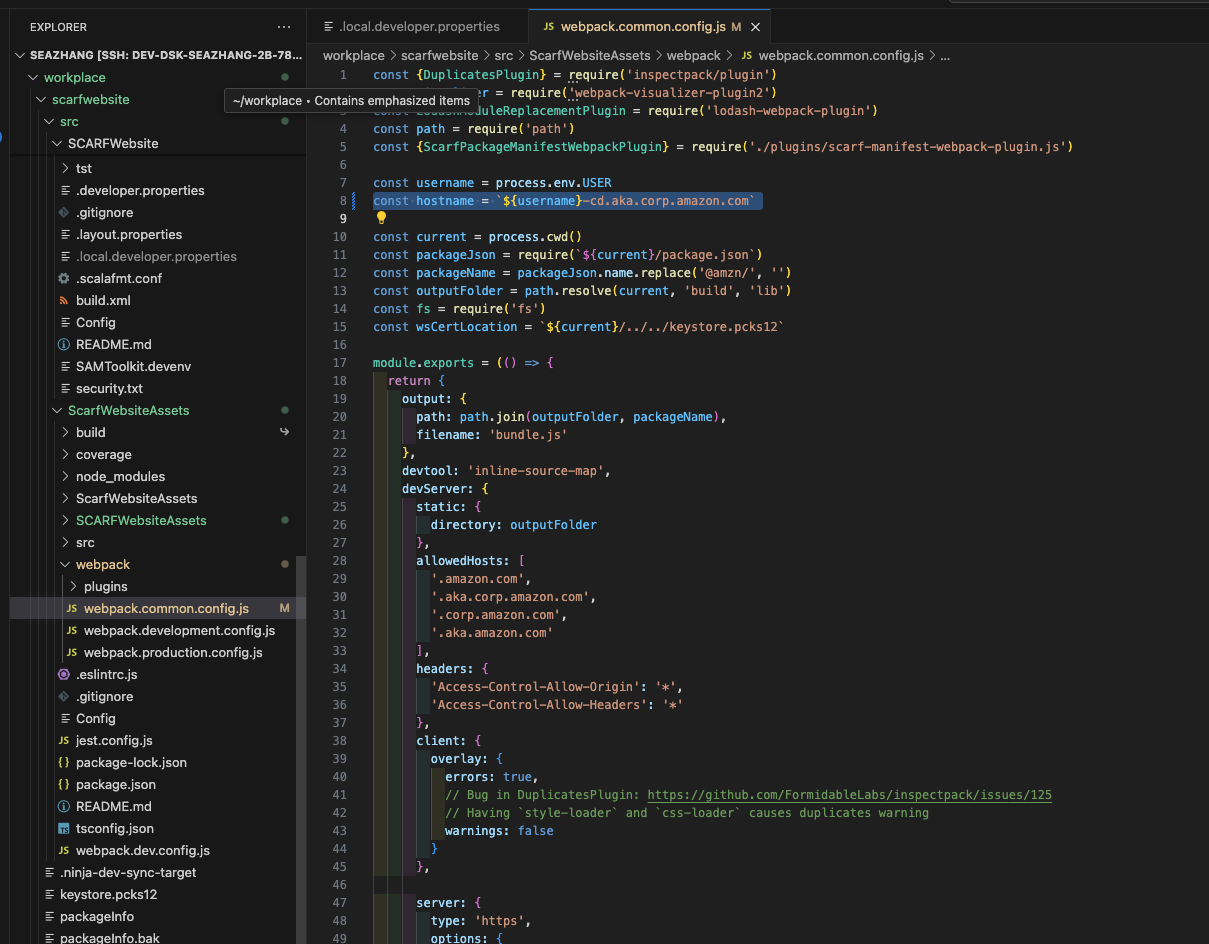 EXPLORER
SEAZHANG [SSH: DEV-DSK-SEAZHANG-2B-78...
workplace
scarfwebsite
src
SCARFWebsite
tst
.developer.properties
.gitignore
.layout.properties
.local.developer.properties
.scalafmt.conf
build.xml
Config
README.md
SAMToolkit.devenv
security.txt
ScarfWebsiteAssets
build
coverage
node_modules
ScarfWebsiteAssets
SCARFWebsiteAssets
src
webpack
plugins
JS webpack.common.config.js M
JS webpack.development.config.js
JS webpack.production.config.js
.eslintrc.js
.gitignore
Config
JS jest.config.js
{} package-lock.json
{} package.json
README.md
TS tsconfig.json
JS webpack.dev.config.js
.ninja-dev-sync-target
keystore.pcks12
packageInfo
packageInfo.bak
~/workplace • Contains emphasized items
.local.developer.properties
JS webpack.common.config.js M
workplace > scarfwebsite > src > ScarfWebsiteAssets > webpack > JS webpack.common.config.js > ...
1 const {DuplicatesPlugin} = require('inspectpack/plugin')
= require('webpack-visualizer-plugin2')
= require('lodash-webpack-plugin')
4 const path = require('path')
5 const {ScarfPackageManifestWebpackPlugin} = require('./plugins/scarf-manifest-webpack-plugin.js')
6
7 const username = process.env.USER
8 const hostname = `${username}-cd.aka.corp.amazon.com`
9
10 const current = process.cwd()
11 const packageJson = require(`${current}/package.json`)
12 const packageName = packageJson.name.replace('@amzn/', '')
13 const outputFolder = path.resolve(current, 'build', 'lib')
14 const fs = require('fs')
15 const wsCertLocation = `${current}/../../keystore.pcks12`
16
17 module.exports = (() => {
18 return {
19 output: {
20 path: path.join(outputFolder, packageName),
21 filename: 'bundle.js'
22 },
23 devtool: 'inline-source-map',
24 devServer: {
25 static: {
26 directory: outputFolder
27 },
28 allowedHosts: [
29 '.amazon.com',
30 '.aka.corp.amazon.com',
31 '.corp.amazon.com',
32 '.aka.amazon.com'
33 ],
34 headers: {
35 'Access-Control-Allow-Origin': '*',
36 'Access-Control-Allow-Headers': '*'
37 },
38 client: {
39 overlay: {
40 errors: true,
41 // Bug in DuplicatesPlugin: https://github.com/FormidableLabs/inspectpack/issues/125
42 // Having `style-loader` and `css-loader` causes duplicates warning
43 warnings: false
44 }
45 },
46
47 server: {
48 type: 'https',
49 options: {